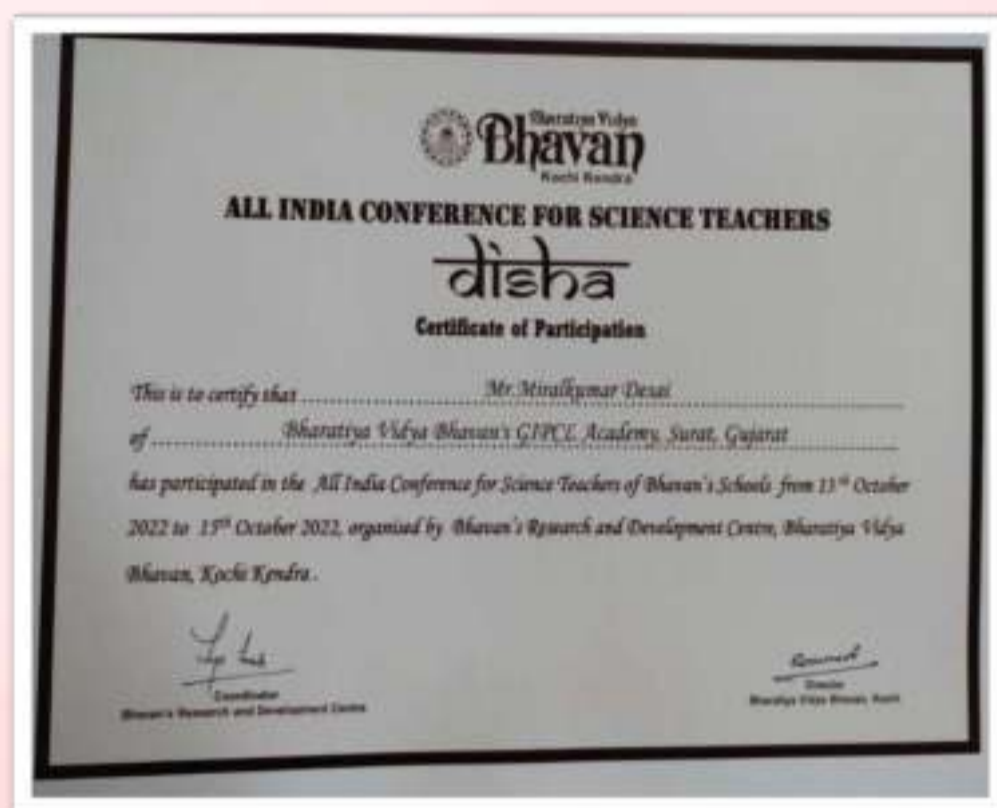 Bharatiya Vidya
Bhavan
Kochi Kendra
ALL INDIA CONFERENCE FOR SCIENCE TEACHERS
disha
Certificate of Participation
This is to certify that Mr. Miralkumar Desai
of Bharatiya Vidya Bhavan's GIPCL Academy, Surat, Gujarat
has participated in the All India Conference for Science Teachers of Bhavan's Schools from 13th October
2022 to 15th October 2022, organised by Bhavan's Research and Development Centre, Bharatiya Vidya
Bhavan, Kochi Kendra.
Coordinator
Bhavan's Research and Development Centre
Director
Bharatiya Vidya Bhavan, Kochi